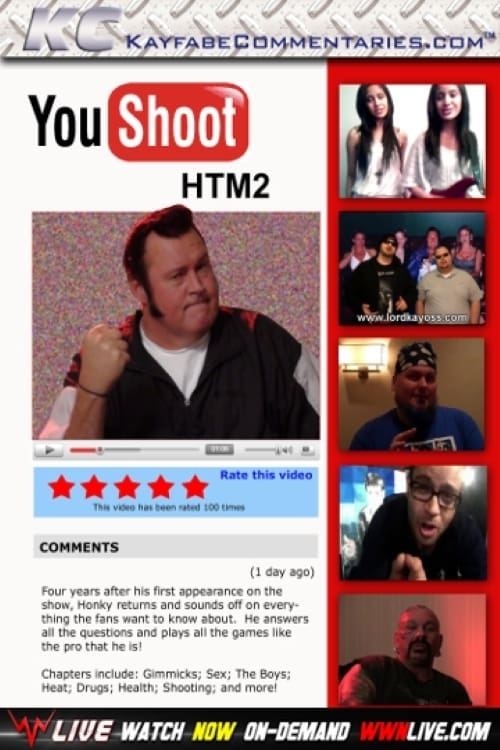 KC KAYFABECOMMENTARIES.COM™
You Shoot
HTM2
www.lordkayoss.com
01:00
Rate this video
This video has been rated 100 times
COMMENTS
(1 day ago)
Four years after his first appearance on the
show, Honky returns and sounds off on every-
thing the fans want to know about. He answers
all the questions and plays all the games like
the pro that he is!
Chapters include: Gimmicks; Sex; The Boys;
Heat; Drugs; Health; Shooting; and more!
LIVE WATCH NOW ON-DEMAND WWNLIVE.COM